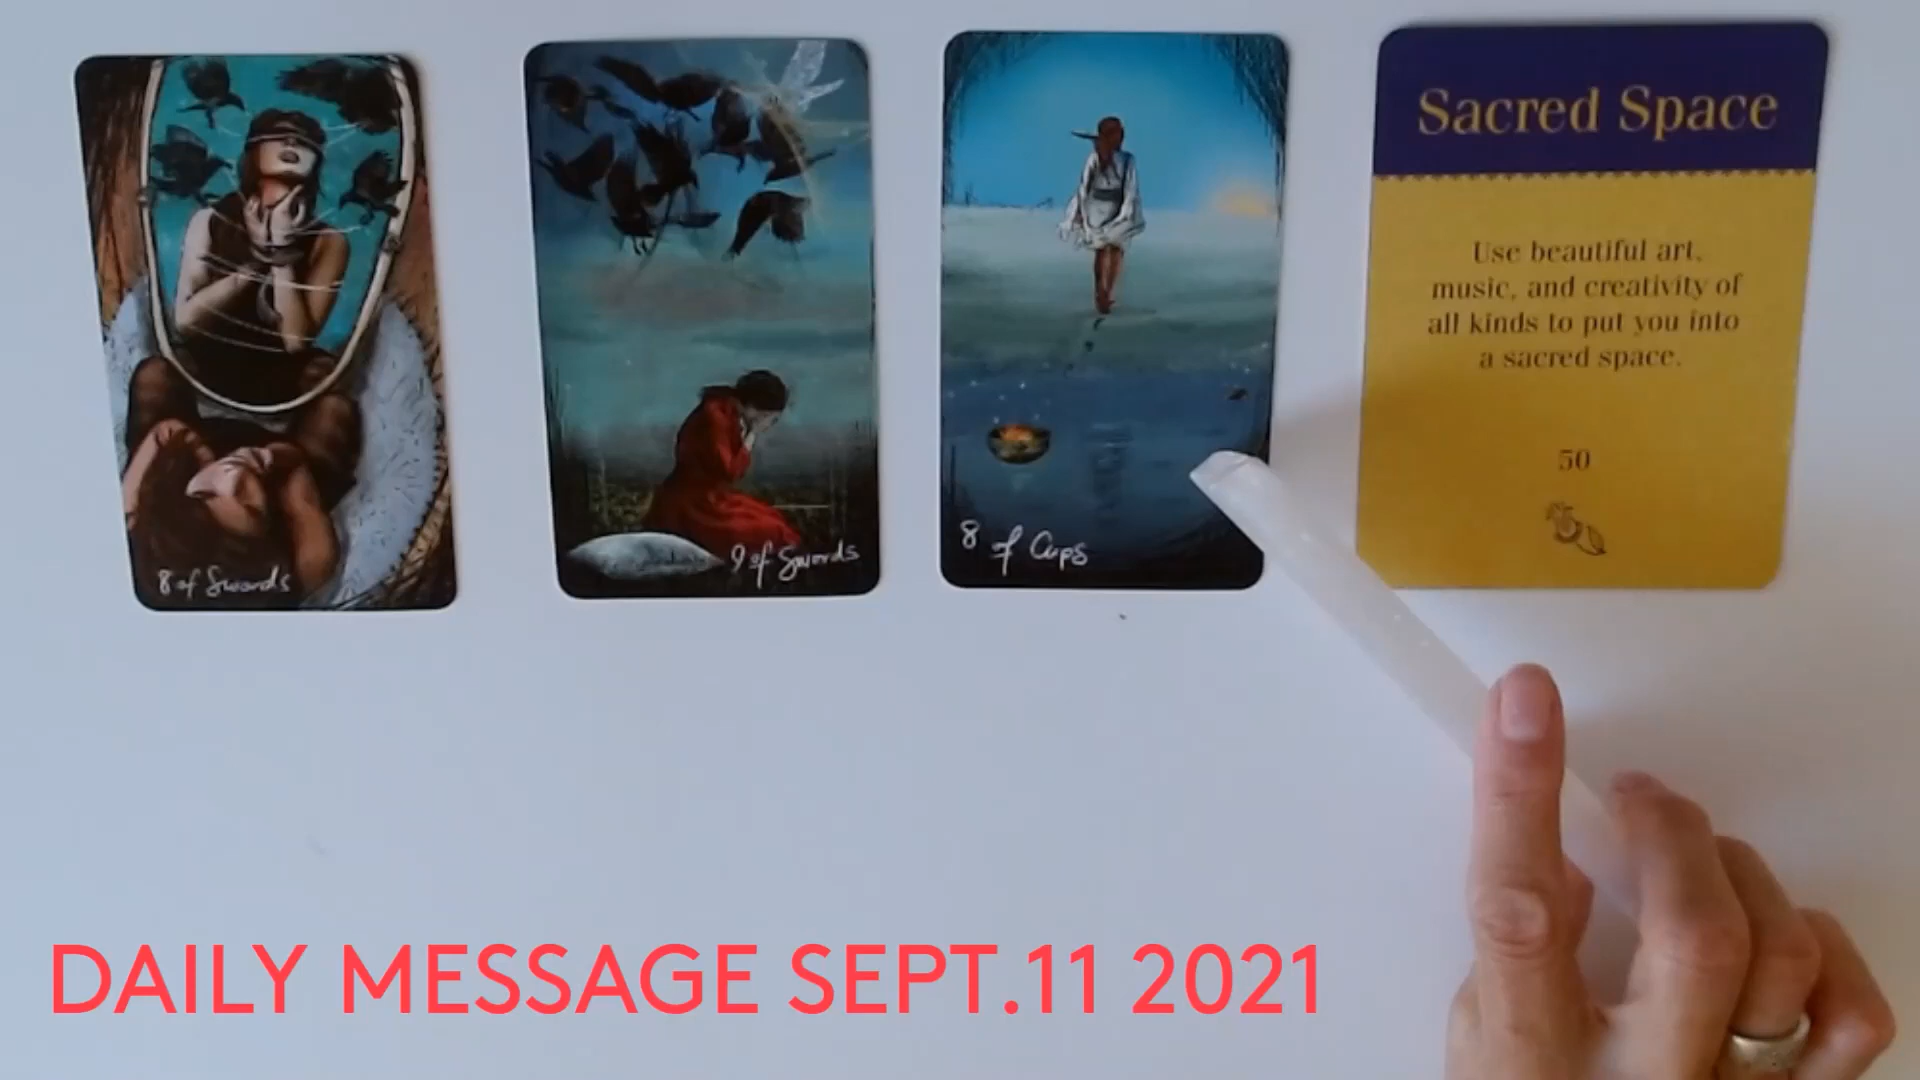 8 of Swords
9 of Swords
8 of Cups
Sacred Space
Use beautiful art,
music, and creativity of
all kinds to put you into
a sacred space.
50
DAILY MESSAGE SEPT.11 2021